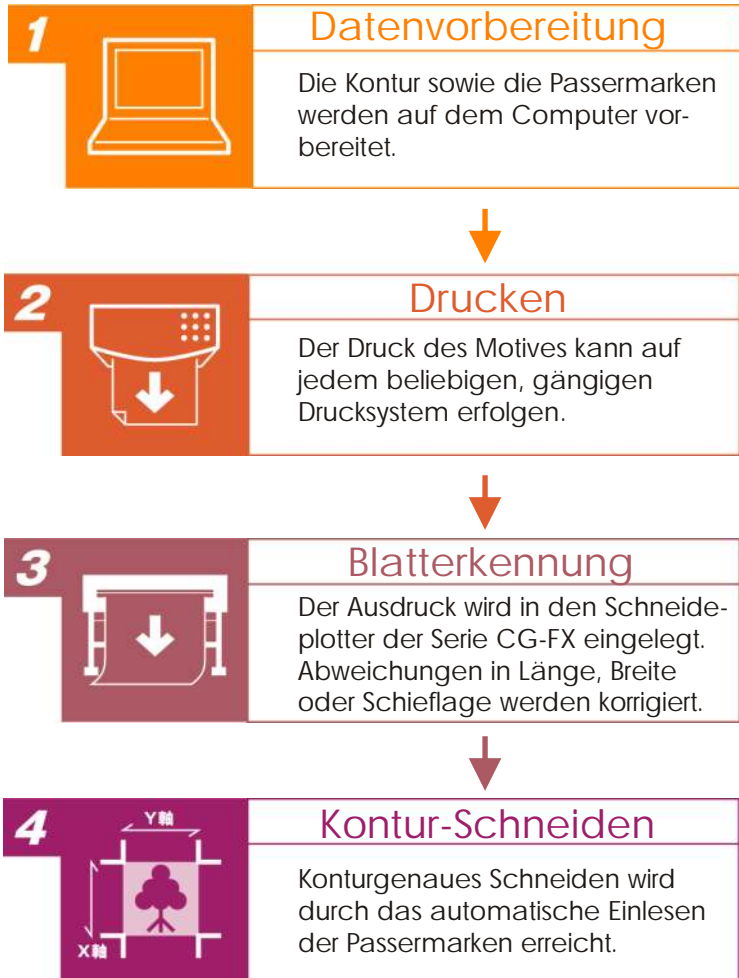 1
Datenvorbereitung
Die Kontur sowie die Passermarken
werden auf dem Computer vor-
bereitet.
2
Drucken
Der Druck des Motives kann auf
jedem beliebigen, gängigen
Drucksystem erfolgen.
3
Blatterkennung
Der Ausdruck wird in den Schneide-
plotter der Serie CG-FX eingelegt.
Abweichungen in Länge, Breite
oder Schieflage werden korrigiert.
4
Y軸
X軸
Kontur-Schneiden
Konturgenaues Schneiden wird
durch das automatische Einlesen
der Passermarken erreicht.